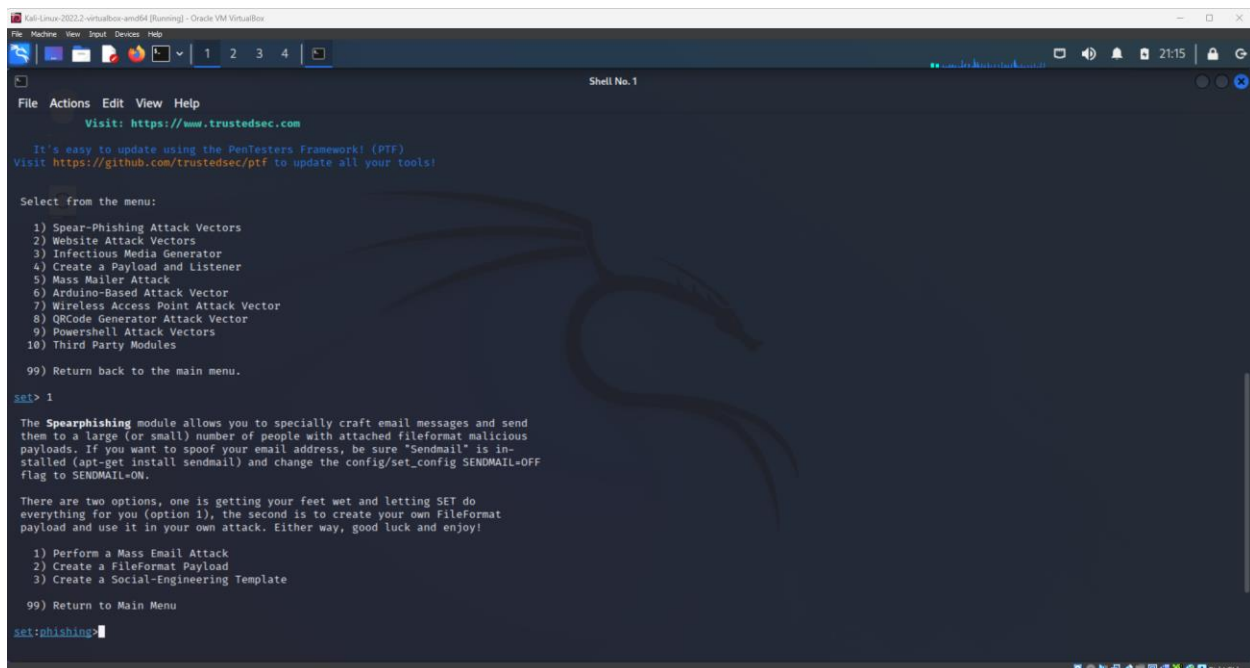 Kali-Linux-2022.2-virtualbox-amd64 [Running] - Oracle VM VirtualBox
File Machine View Input Devices Help
1 2 3 4 21:15
Shell No. 1
File Actions Edit View Help
Visit: https://www.trustedsec.com
It's easy to update using the PenTesters Framework! (PTF)
Visit https://github.com/trustedsec/ptf to update all your tools!
Select from the menu:
1) Spear-Phishing Attack Vectors
2) Website Attack Vectors
3) Infectious Media Generator
4) Create a Payload and Listener
5) Mass Mailer Attack
6) Arduino-Based Attack Vector
7) Wireless Access Point Attack Vector
8) QRCode Generator Attack Vector
9) Powershell Attack Vectors
10) Third Party Modules
99) Return back to the main menu.
set> 1
The Spearphishing module allows you to specially craft email messages and send
them to a large (or small) number of people with attached fileformat malicious
payloads. If you want to spoof your email address, be sure "Sendmail" is in-
stalled (apt-get install sendmail) and change the config/set_config SENDMAIL=OFF
flag to SENDMAIL=ON.
There are two options, one is getting your feet wet and letting SET do
everything for you (option 1), the second is to create your own FileFormat
payload and use it in your own attack. Either way, good luck and enjoy!
1) Perform a Mass Email Attack
2) Create a FileFormat Payload
3) Create a Social-Engineering Template
99) Return to Main Menu
set:phishing>